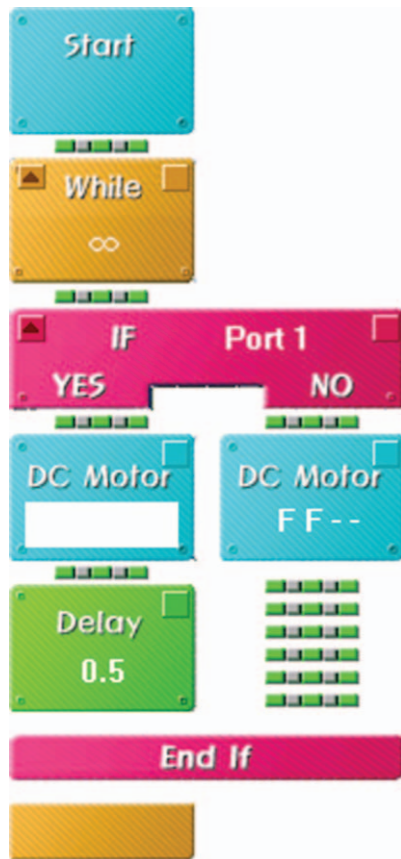 Start
While
∞
IF Port 1
YES NO
DC Motor DC Motor
F F - -
Delay
0.5
End If